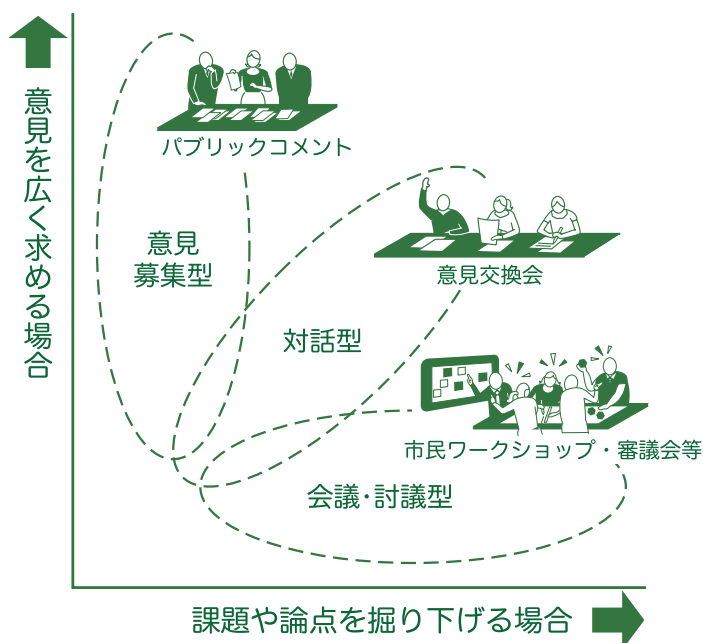 意見を広く求める場合
パブリックコメント
意見
募集型
意見交換会
対話型
市民ワークショップ・審議会等
会議・討議型
課題や論点を掘り下げる場合